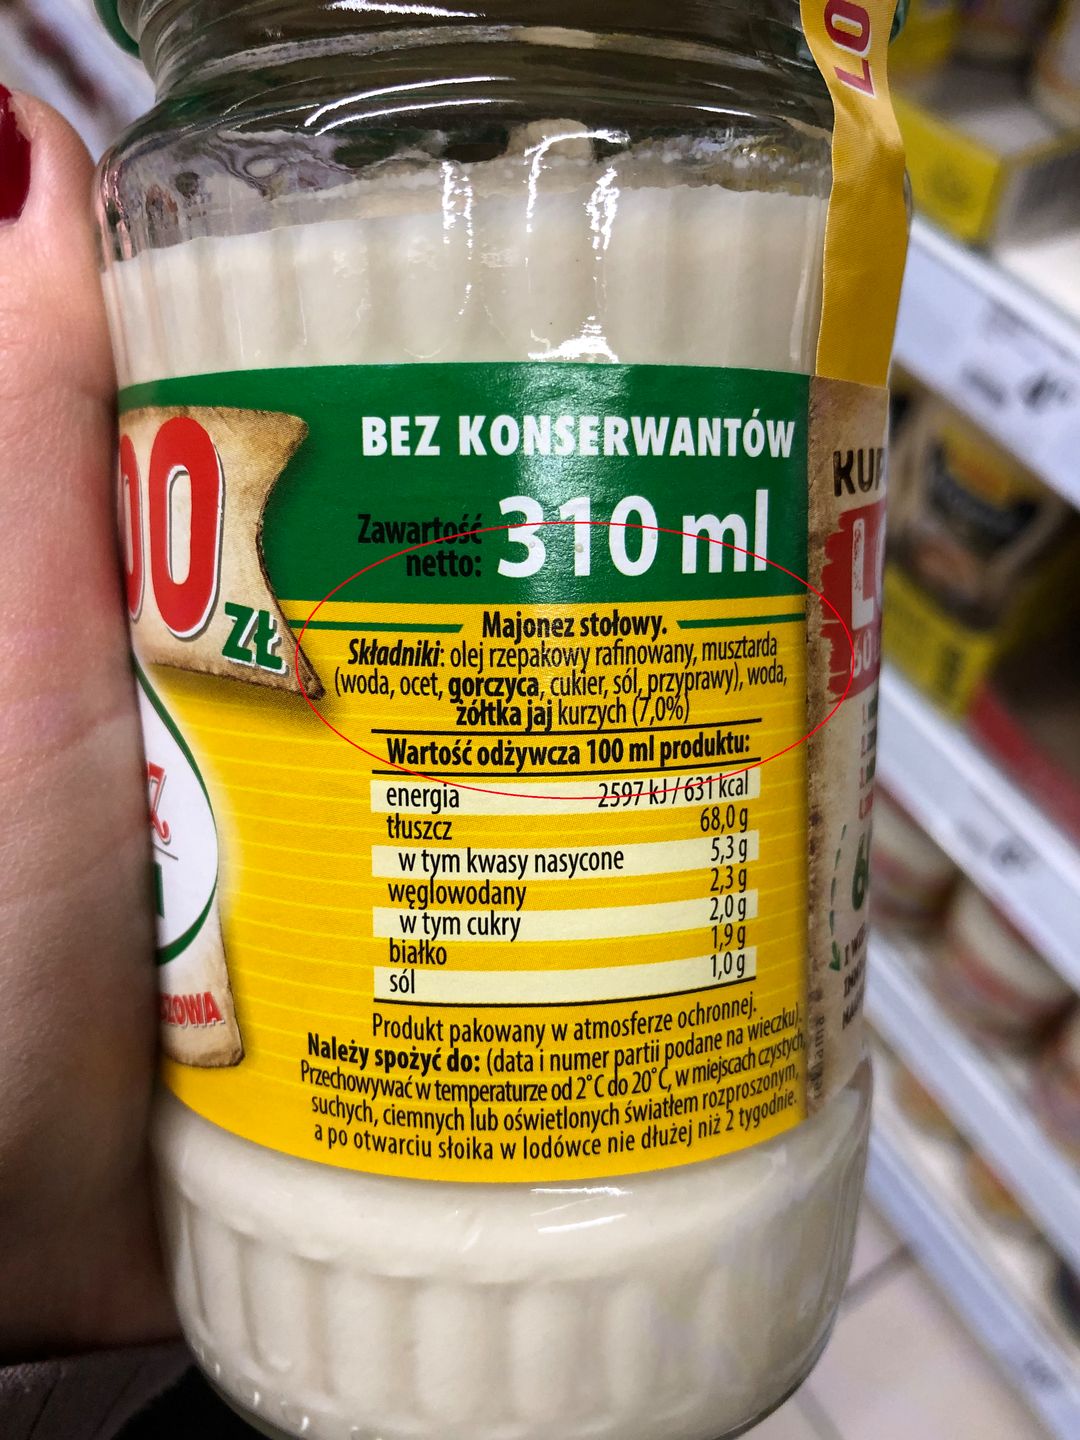 LO
BEZ KONSERWANTÓW
Zawartość
netto: 310 ml
00
ZŁ
KUP
Majonez stołowy.
Składniki: olej rzepakowy rafinowany, musztarda
(woda, ocet, gorczyca, cukier, sól, przyprawy), woda,
żółtka jaj kurzych (7,0%)
Wartość odżywcza 100 ml produktu:
energia 2597 kJ / 631 kcal
tłuszcz 68,0 g
w tym kwasy nasycone 5,3 g
węglowodany 2,3 g
w tym cukry 2,0 g
białko 1,9 g
sól 1,0 g
Produkt pakowany w atmosferze ochronnej.
Należy spożyć do: (data i numer partii podane na wieczku).
Przechowywać w temperaturze od 2°C do 20°C, w miejscach czystych,
suchych, ciemnych lub oświetlonych światłem rozproszonym,
a po otwarciu słoika w lodówce nie dłużej niż 2 tygodnie.